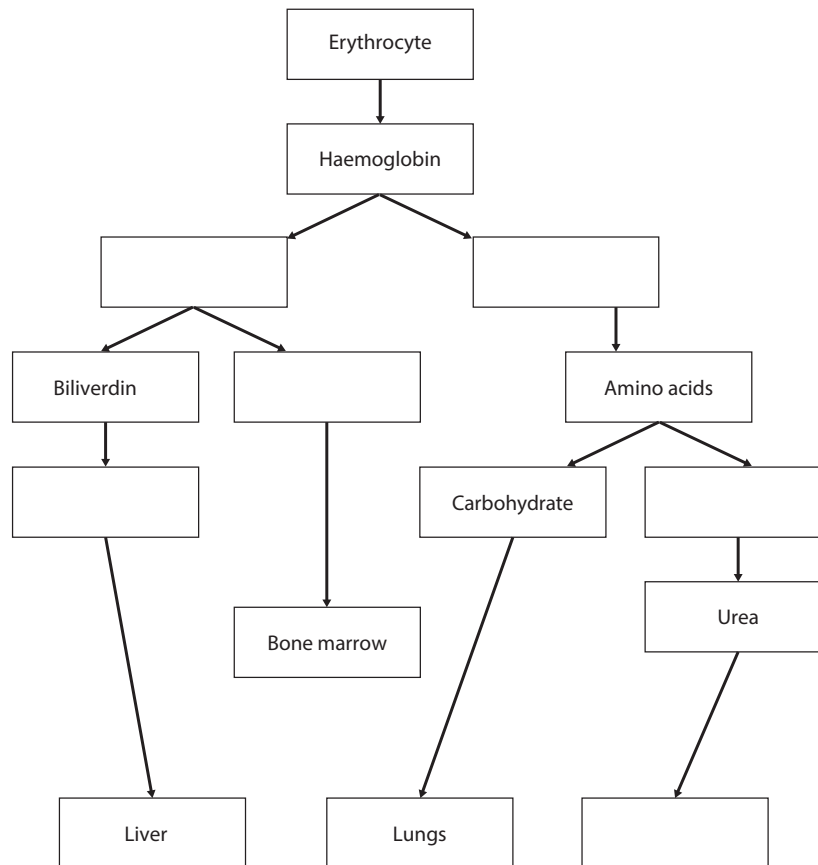 Erythrocyte
Haemoglobin
Biliverdin
Amino acids
Carbohydrate
Urea
Bone marrow
Liver
Lungs